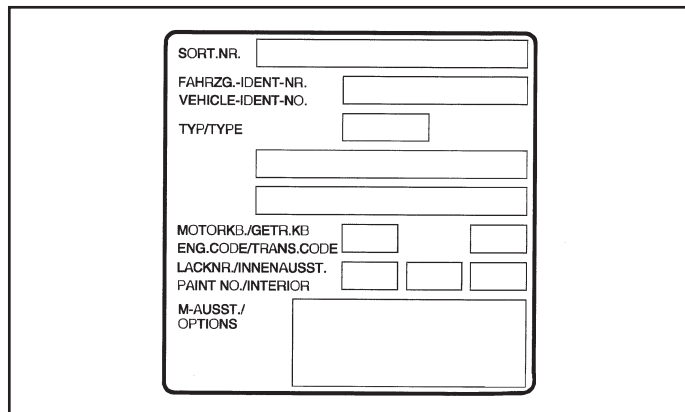 SORT.NR.
FAHRZG.-IDENT-NR.
VEHICLE-IDENT-NO.
TYP/TYPE
MOTORKB./GETR.KB
ENG.CODE/TRANS.CODE
LACKNR./INNENAUSST.
PAINT NO./INTERIOR
M-AUSST./
OPTIONS